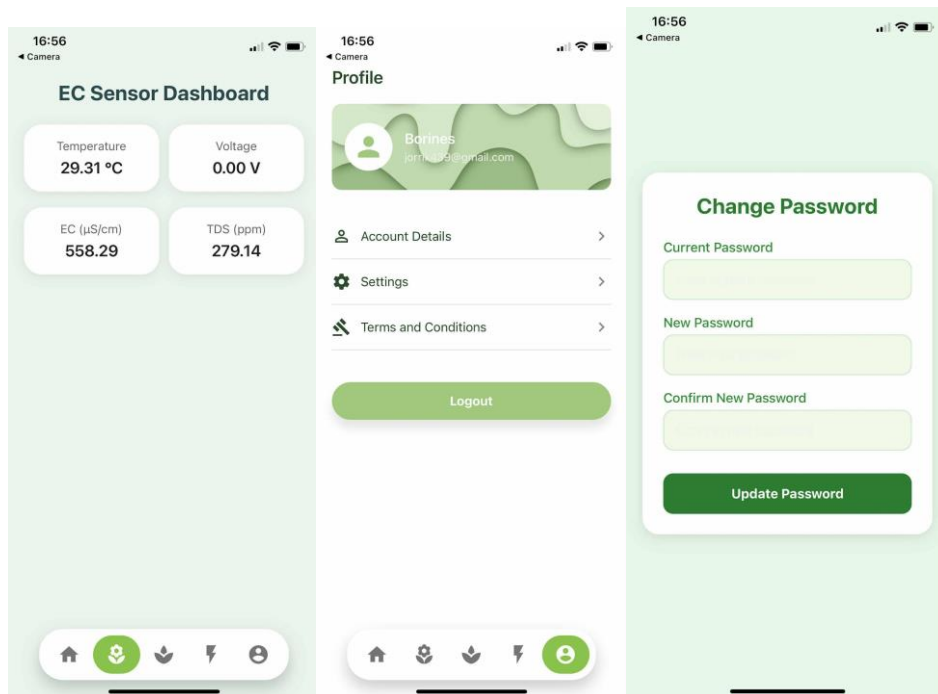 16:56
◄ Camera
EC Sensor Dashboard
Temperature
29.31 °C
Voltage
0.00 V
EC (µS/cm)
558.29
TDS (ppm)
279.14
16:56
◄ Camera
Profile
Borines
Account Details
Settings
Terms and Conditions
Logout
16:56
◄ Camera
Change Password
Current Password
New Password
Confirm New Password
Update Password